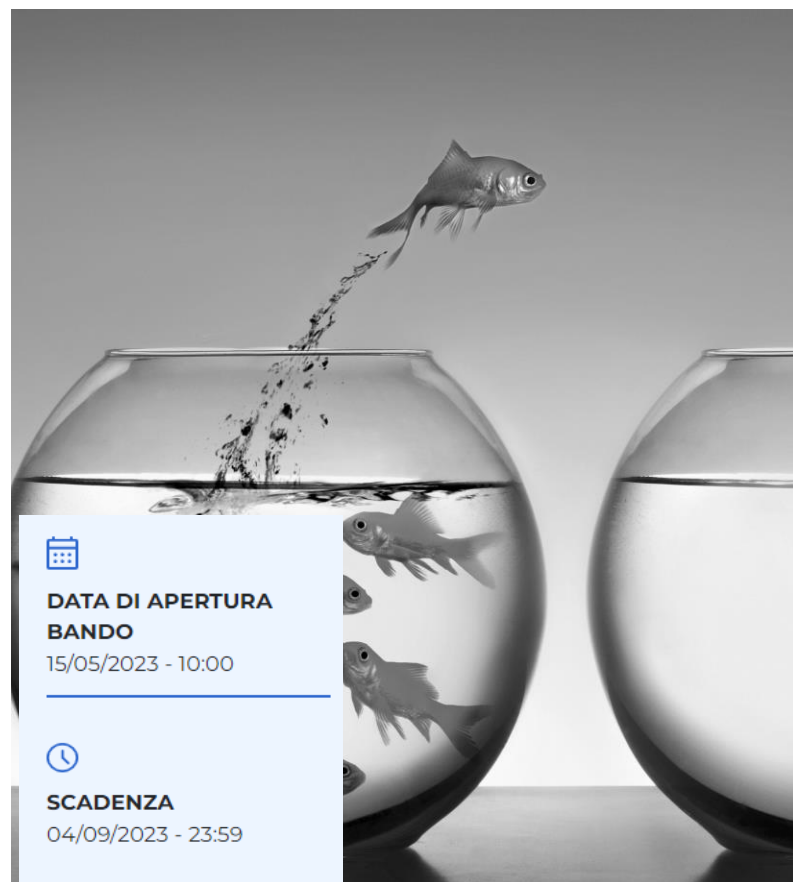 DATA DI APERTURA
BANDO
15/05/2023 - 10:00
SCADENZA
04/09/2023 - 23:59